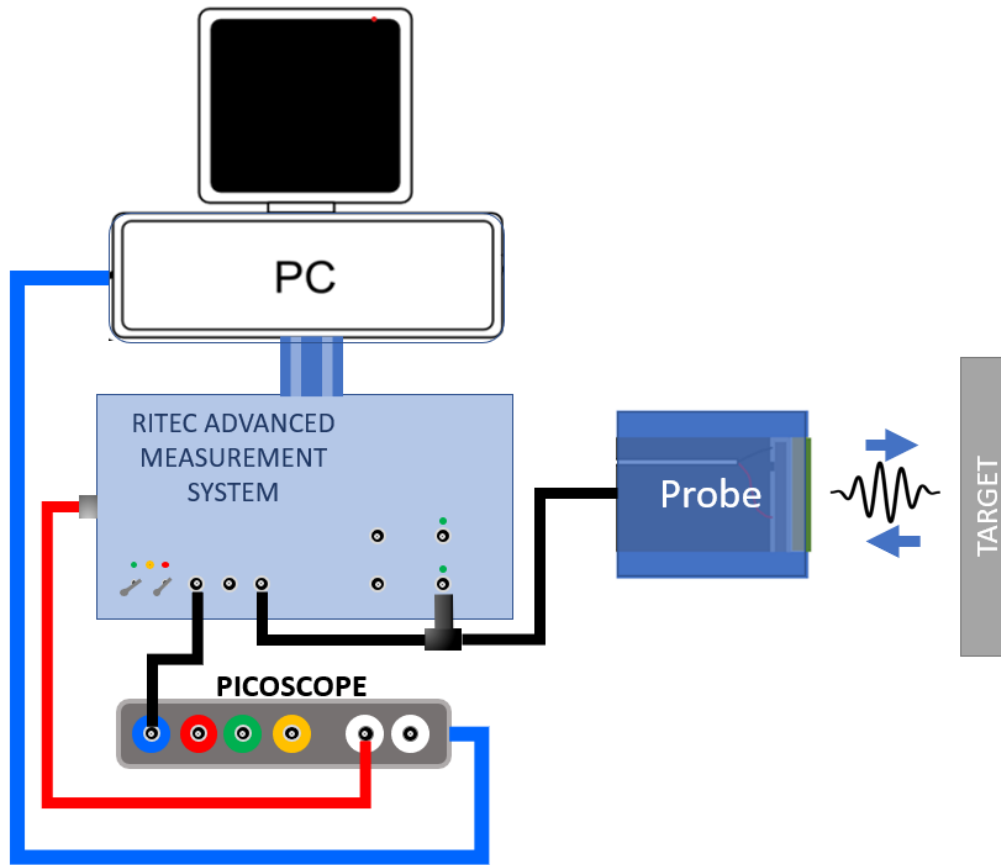 PC
RITEC ADVANCED
MEASUREMENT
SYSTEM
Probe
TARGET
PICOSCOPE